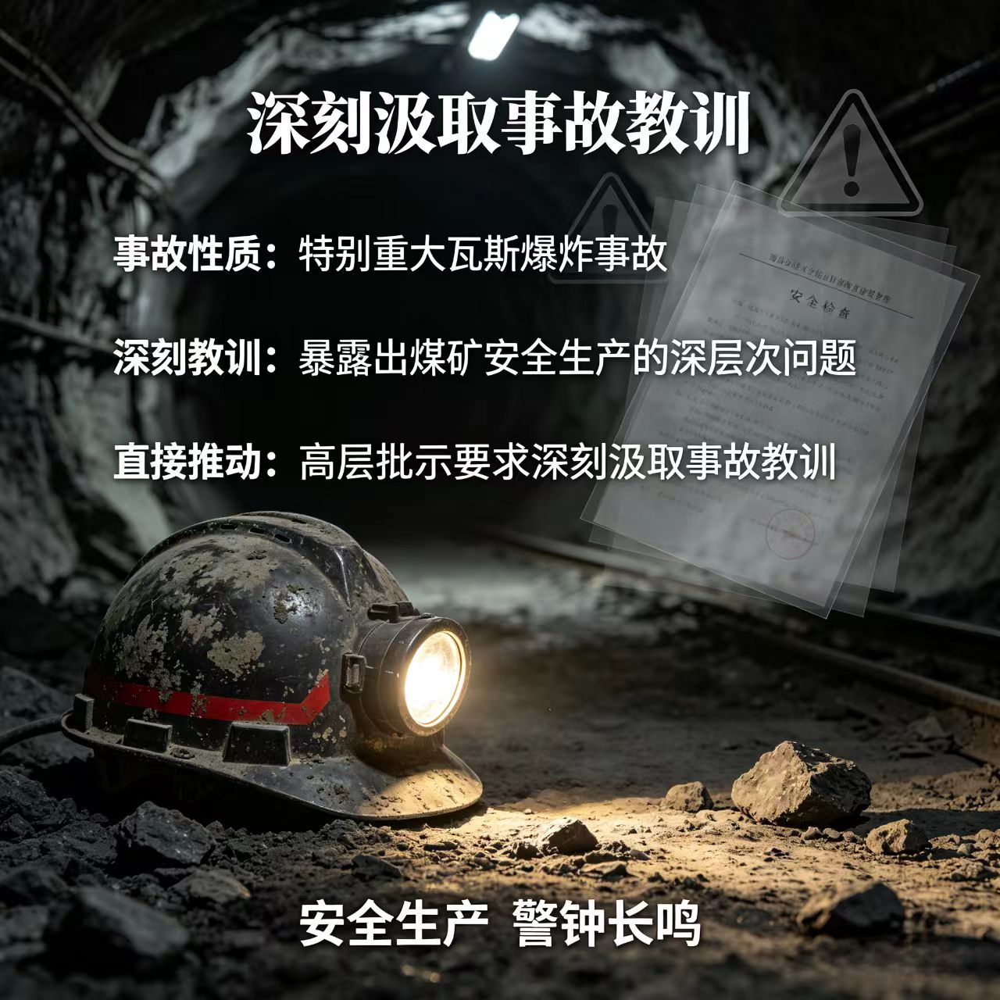 深刻汲取事故教训
事故性质：特别重大瓦斯爆炸事故
深刻教训：暴露出煤矿安全生产的深层次问题
直接推动：高层批示要求深刻汲取事故教训
安全检查
安全生产 警钟长鸣